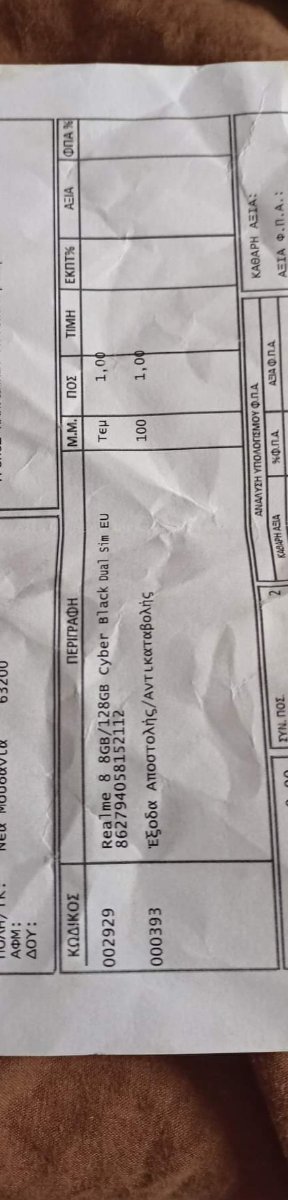 Νέα Μουδανιά 63200
ΑΦΜ:
ΔΟΥ:
ΚΩΔΙΚΟΣ ΠΕΡΙΓΡΑΦΗ Μ.Μ. ΠΟΣ ΤΙΜΗ ΕΚΠΤ% ΑΞΙΑ ΦΠΑ%
002929 Realme 8 8GB/128GB Cyber Black Dual Sim EU Τεμ 1,00
862794058152112
000393 Έξοδα Αποστολής/Αντικαταβολής 100 1,00
ΣΥΝ. ΠΟΣ 2
ΑΝΑΛΥΣΗ ΥΠΟΛΟΓΙΣΜΟΥ Φ.Π.Α
ΚΑΘΑΡΗ ΑΞΙΑ %Φ.Π.Α. ΑΞΙΑ Φ.Π.Α
ΚΑΘΑΡΗ ΑΞΙΑ:
ΑΞΙΑ Φ.Π.Α.: